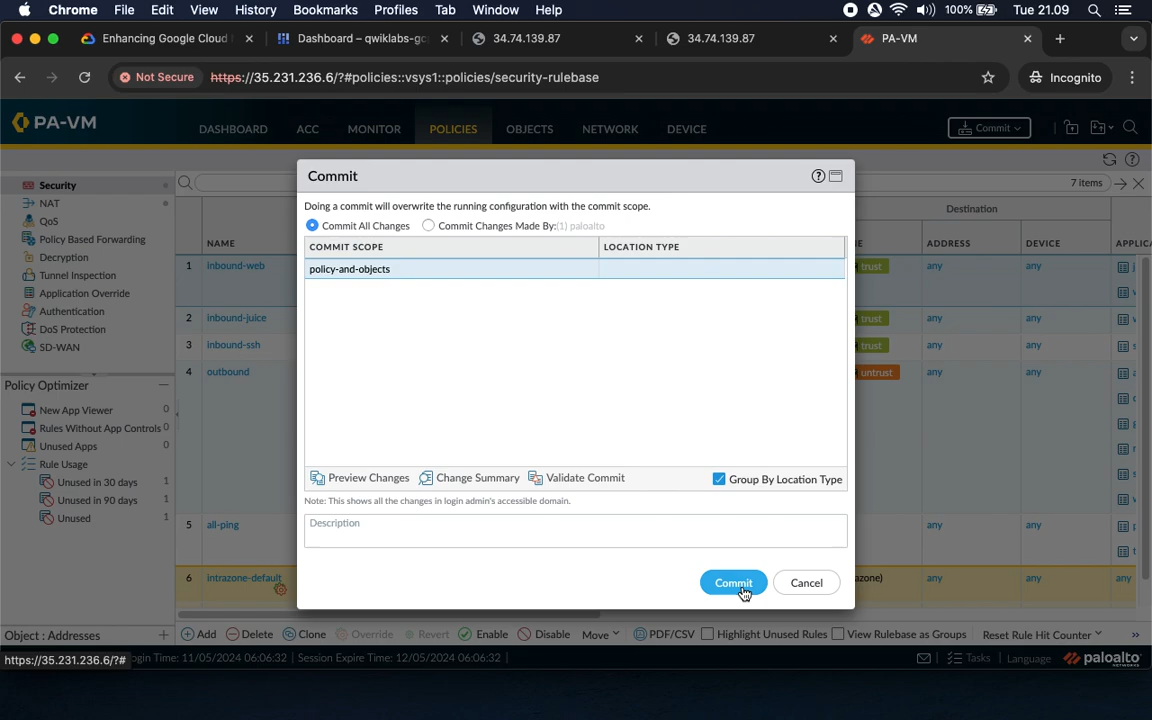 Chrome File Edit View History Bookmarks Profiles Tab Window Help 100% Tue 21.09
Enhancing Google Cloud Dashboard – qwiklabs-gc 34.74.139.87 34.74.139.87 PA-VM
Not Secure https://35.231.236.6/?#policies::vsys1::policies/security-rulebase Incognito
PA-VM DASHBOARD ACC MONITOR POLICIES OBJECTS NETWORK DEVICE Commit
Security
NAT
QoS
Policy Based Forwarding
Decryption
Tunnel Inspection
Application Override
Authentication
DoS Protection
SD-WAN
Policy Optimizer
New App Viewer 0
Rules Without App Controls 0
Unused Apps 0
Rule Usage
Unused in 30 days 1
Unused in 90 days 1
Unused 1
Object : Addresses
7 items
Destination
NAME ADDRESS DEVICE APPLICA
1 inbound-web trust any any
2 inbound-juice trust any any
3 inbound-ssh trust any any
4 outbound untrust any any
5 all-ping any any
6 intrazone-default azone) any any any
Commit
Doing a commit will overwrite the running configuration with the commit scope.
Commit All Changes Commit Changes Made By:(1) paloalto
COMMIT SCOPE LOCATION TYPE
policy-and-objects
Preview Changes Change Summary Validate Commit Group By Location Type
Note: This shows all the changes in login admin's accessible domain.
Description
Commit Cancel
Add Delete Clone Override Revert Enable Disable Move PDF/CSV Highlight Unused Rules View Rulebase as Groups Reset Rule Hit Counter
https://35.231.236.6/?# ogin Time: 11/05/2024 06:06:32 | Session Expire Time: 12/05/2024 06:06:32 Tasks Language paloalto NETWORKS